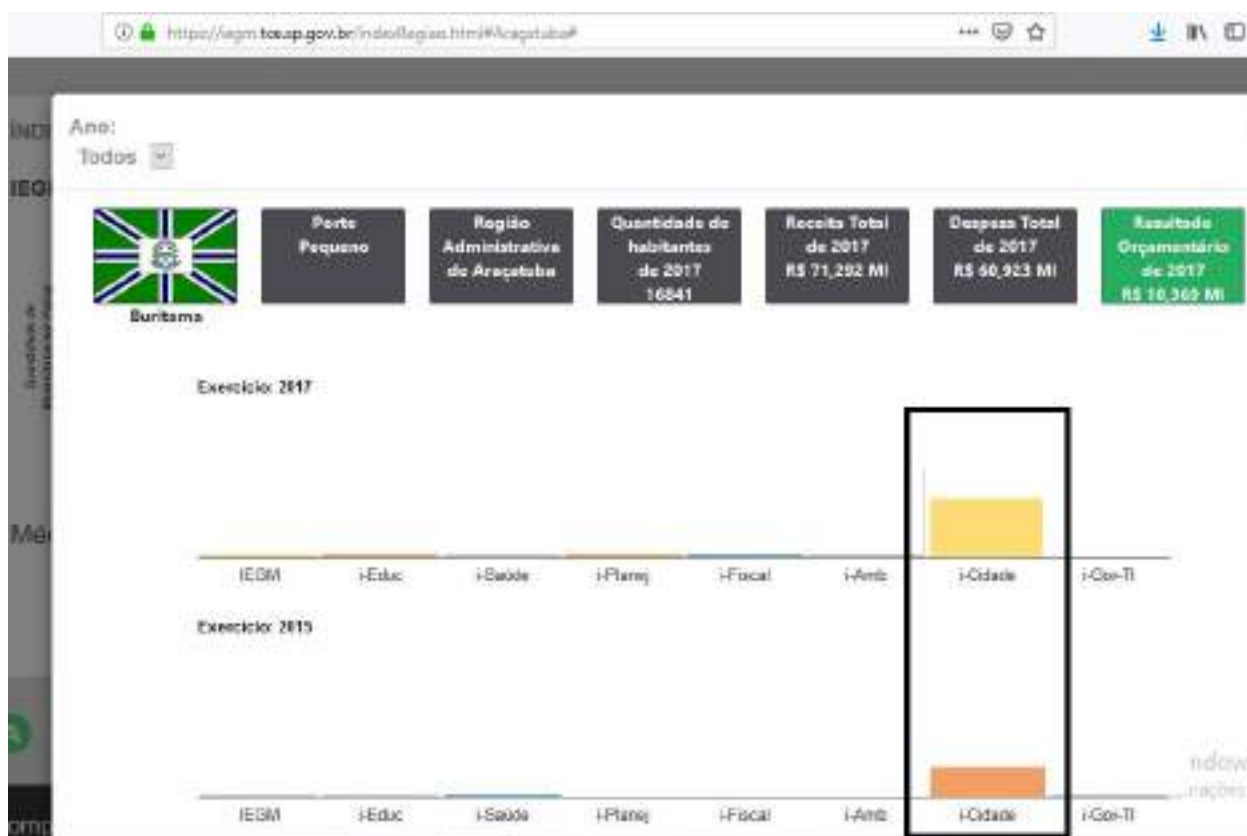 https://iegm.tce.sp.gov.br/indexRegiao.html#Araçatuba#
Ano:
Todos
Porte
Pequeno
Região
Administrativa
de Araçatuba
Quantidade de
habitantes
de 2017
16841
Receita Total
de 2017
R$ 71,292 MI
Despesa Total
de 2017
R$ 60,923 MI
Resultado
Orçamentário
de 2017
R$ 10,369 MI
Buritama
Exercício: 2017
IEGM i-Educ i-Saúde i-Planej i-Fiscal i-Amb i-Cidade i-Gov-TI
Exercício: 2015
IEGM i-Educ i-Saúde i-Planej i-Fiscal i-Amb i-Cidade i-Gov-TI